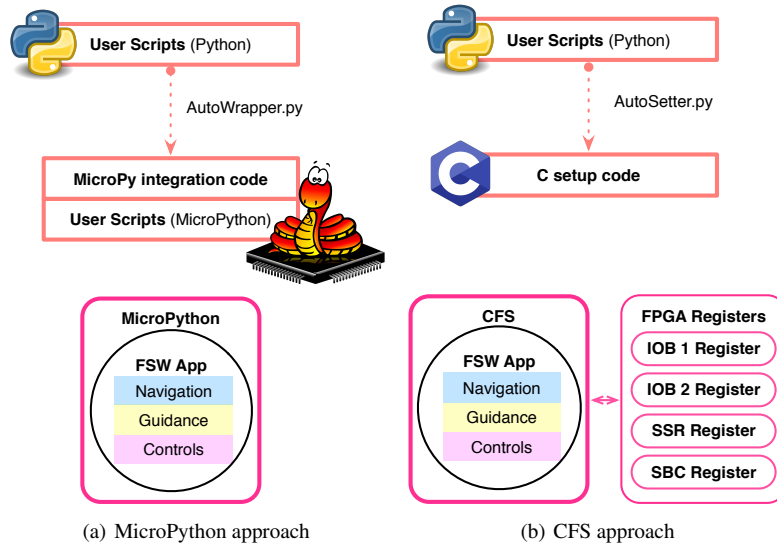 User Scripts (Python)
AutoWrapper.py
MicroPy integration code
User Scripts (MicroPython)
MicroPython
FSW App
Navigation
Guidance
Controls
(a) MicroPython approach
User Scripts (Python)
AutoSetter.py
C
C setup code
CFS
FSW App
Navigation
Guidance
Controls
FPGA Registers
IOB 1 Register
IOB 2 Register
SSR Register
SBC Register
(b) CFS approach